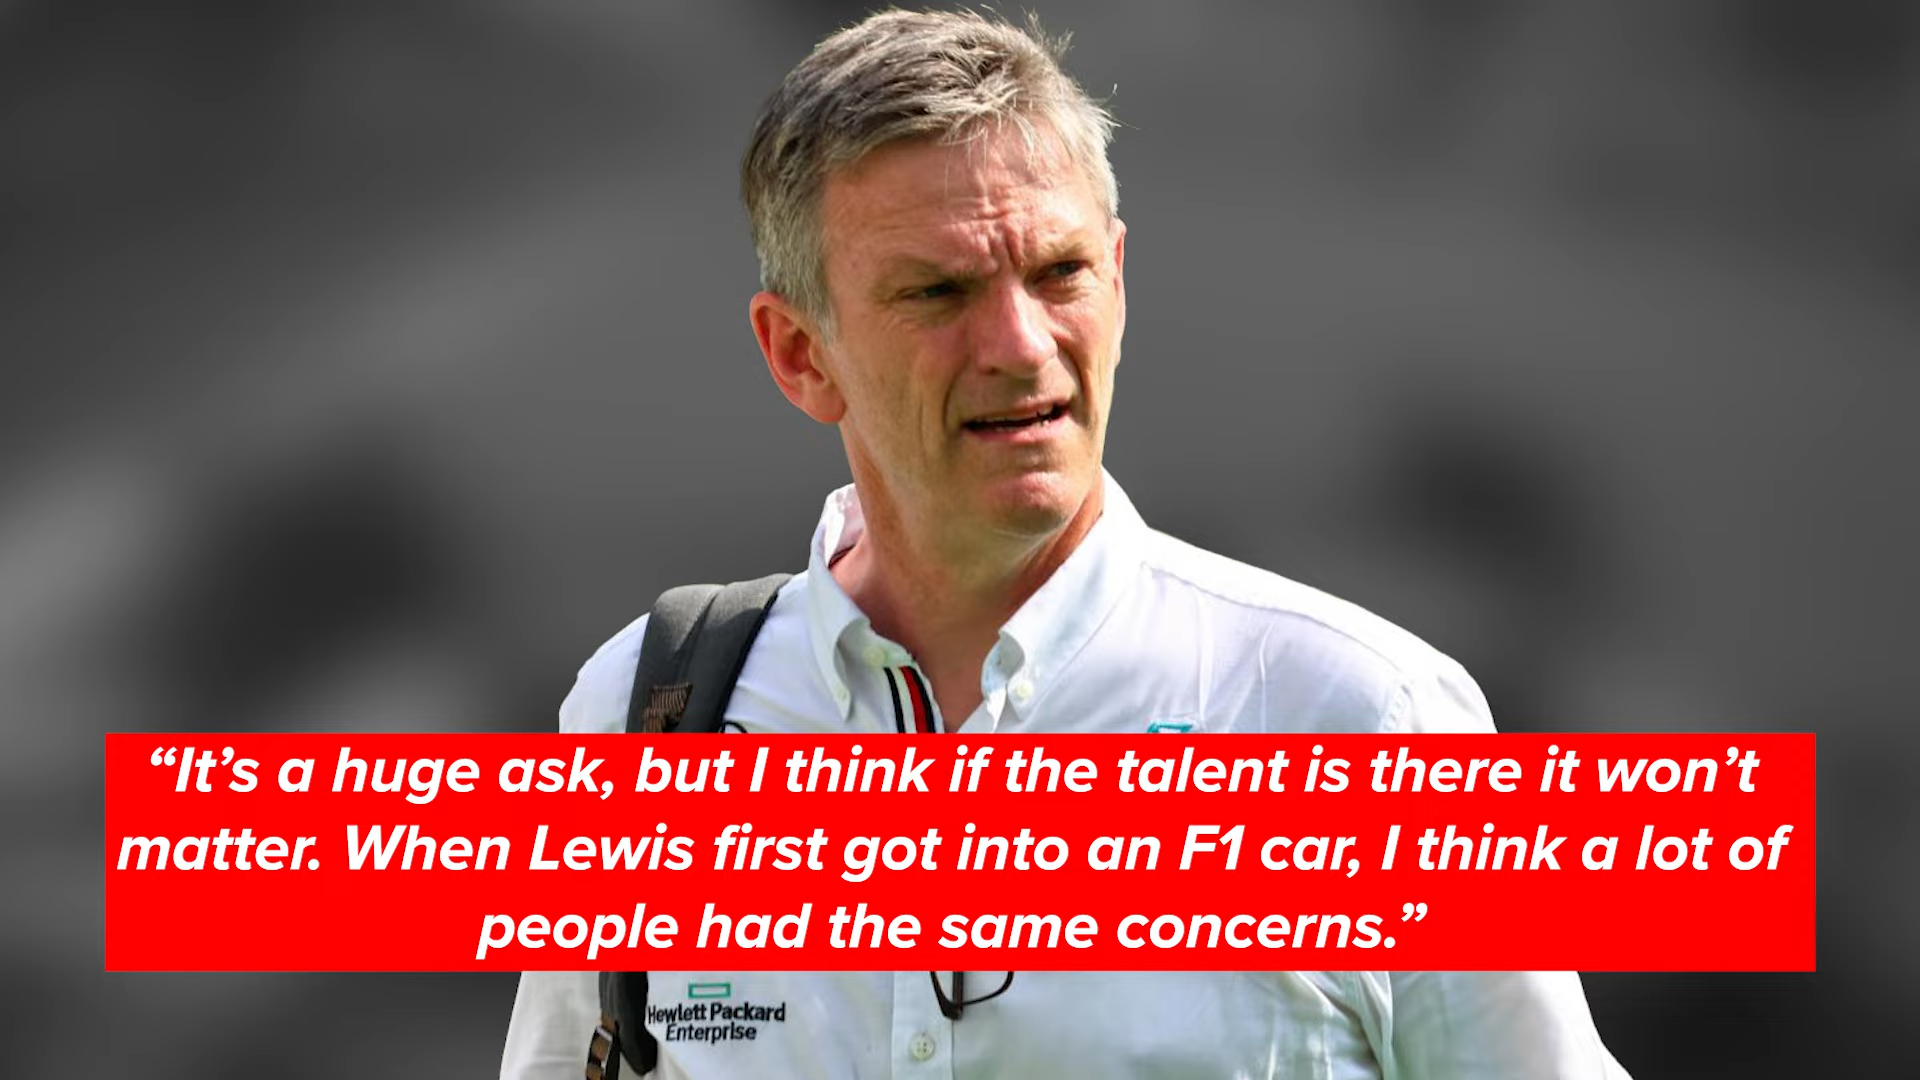 “It’s a huge ask, but I think if the talent is there it won’t
matter. When Lewis first got into an F1 car, I think a lot of
people had the same concerns.”
Hewlett Packard
Enterprise